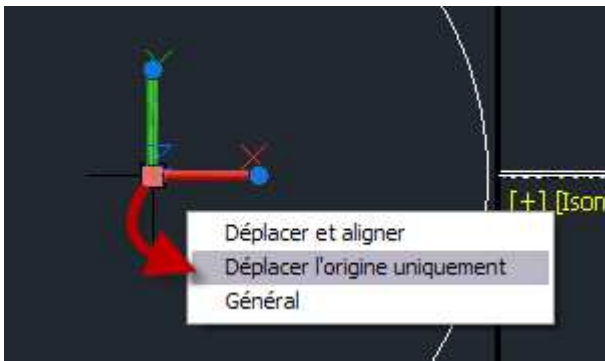 Y
X
Z
[+] [Ison
Déplacer et aligner
Déplacer l'origine uniquement
Général